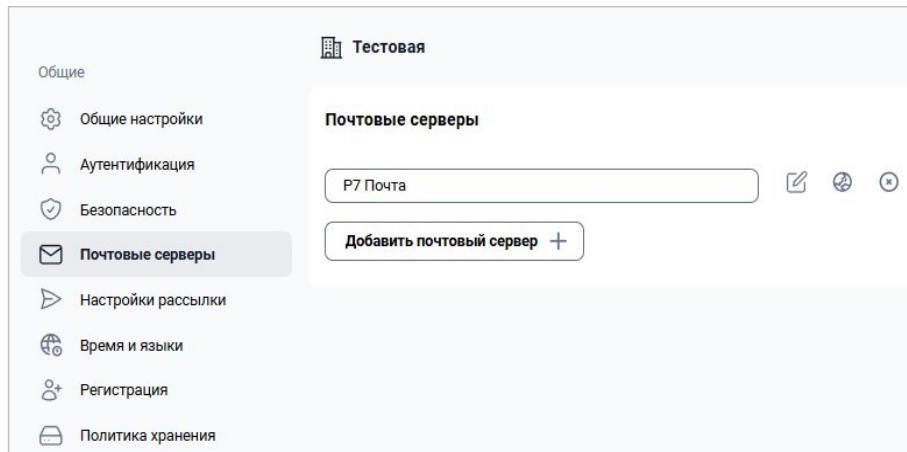 Тестовая
Общие
Общие настройки
Аутентификация
Безопасность
Почтовые серверы
Настройки рассылки
Время и языки
Регистрация
Политика хранения
Почтовые серверы
Р7 Почта
Добавить почтовый сервер